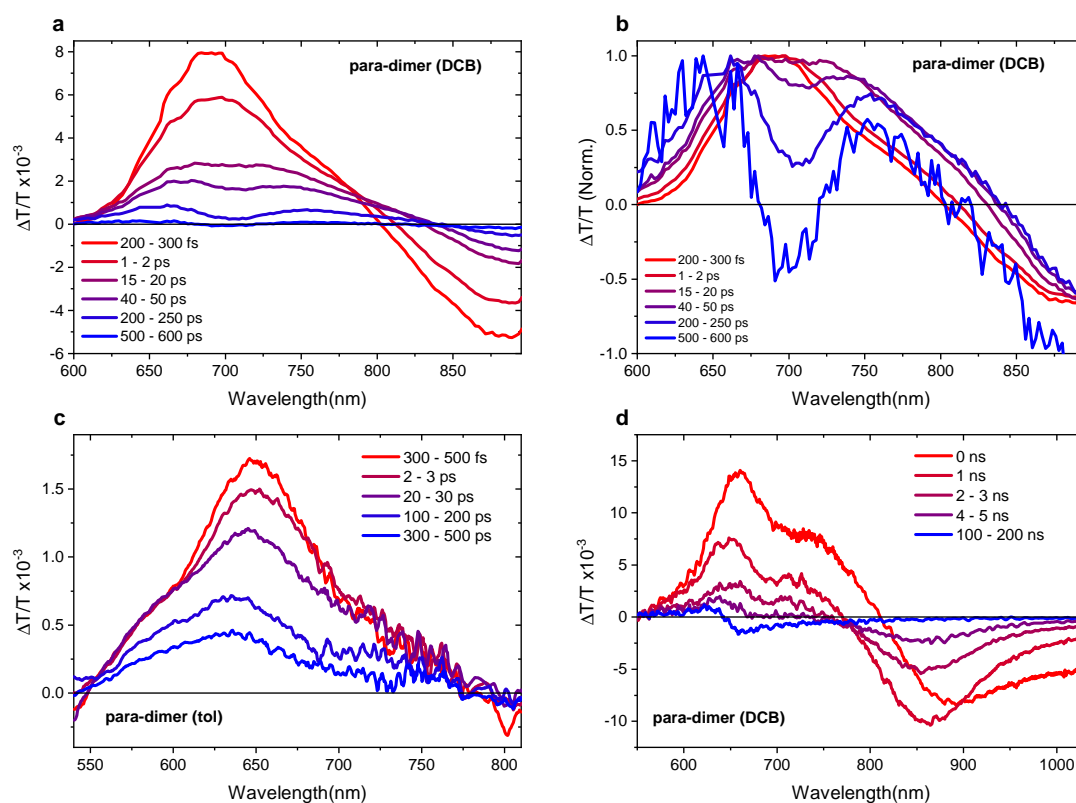 a
para-dimer (DCB)
8
6
4
2
0
-2
-4
-6
200 - 300 fs
1 - 2 ps
15 - 20 ps
40 - 50 ps
200 - 250 ps
500 - 600 ps
600 650 700 750 800 850
ΔT/T x10⁻³
Wavelength(nm)
b
para-dimer (DCB)
1.0
0.5
0.0
-0.5
-1.0
200 - 300 fs
1 - 2 ps
15 - 20 ps
40 - 50 ps
200 - 250 ps
500 - 600 ps
600 650 700 750 800 850
ΔT/T (Norm.)
Wavelength(nm)
c
300 - 500 fs
2 - 3 ps
20 - 30 ps
100 - 200 ps
300 - 500 ps
1.5
1.0
0.5
0.0
para-dimer (tol)
550 600 650 700 750 800
ΔT/T x10⁻³
Wavelength(nm)
d
0 ns
1 ns
2 - 3 ns
4 - 5 ns
100 - 200 ns
15
10
5
0
-5
-10
para-dimer (DCB)
600 700 800 900 1000
ΔT/T x10⁻³
Wavelength(nm)